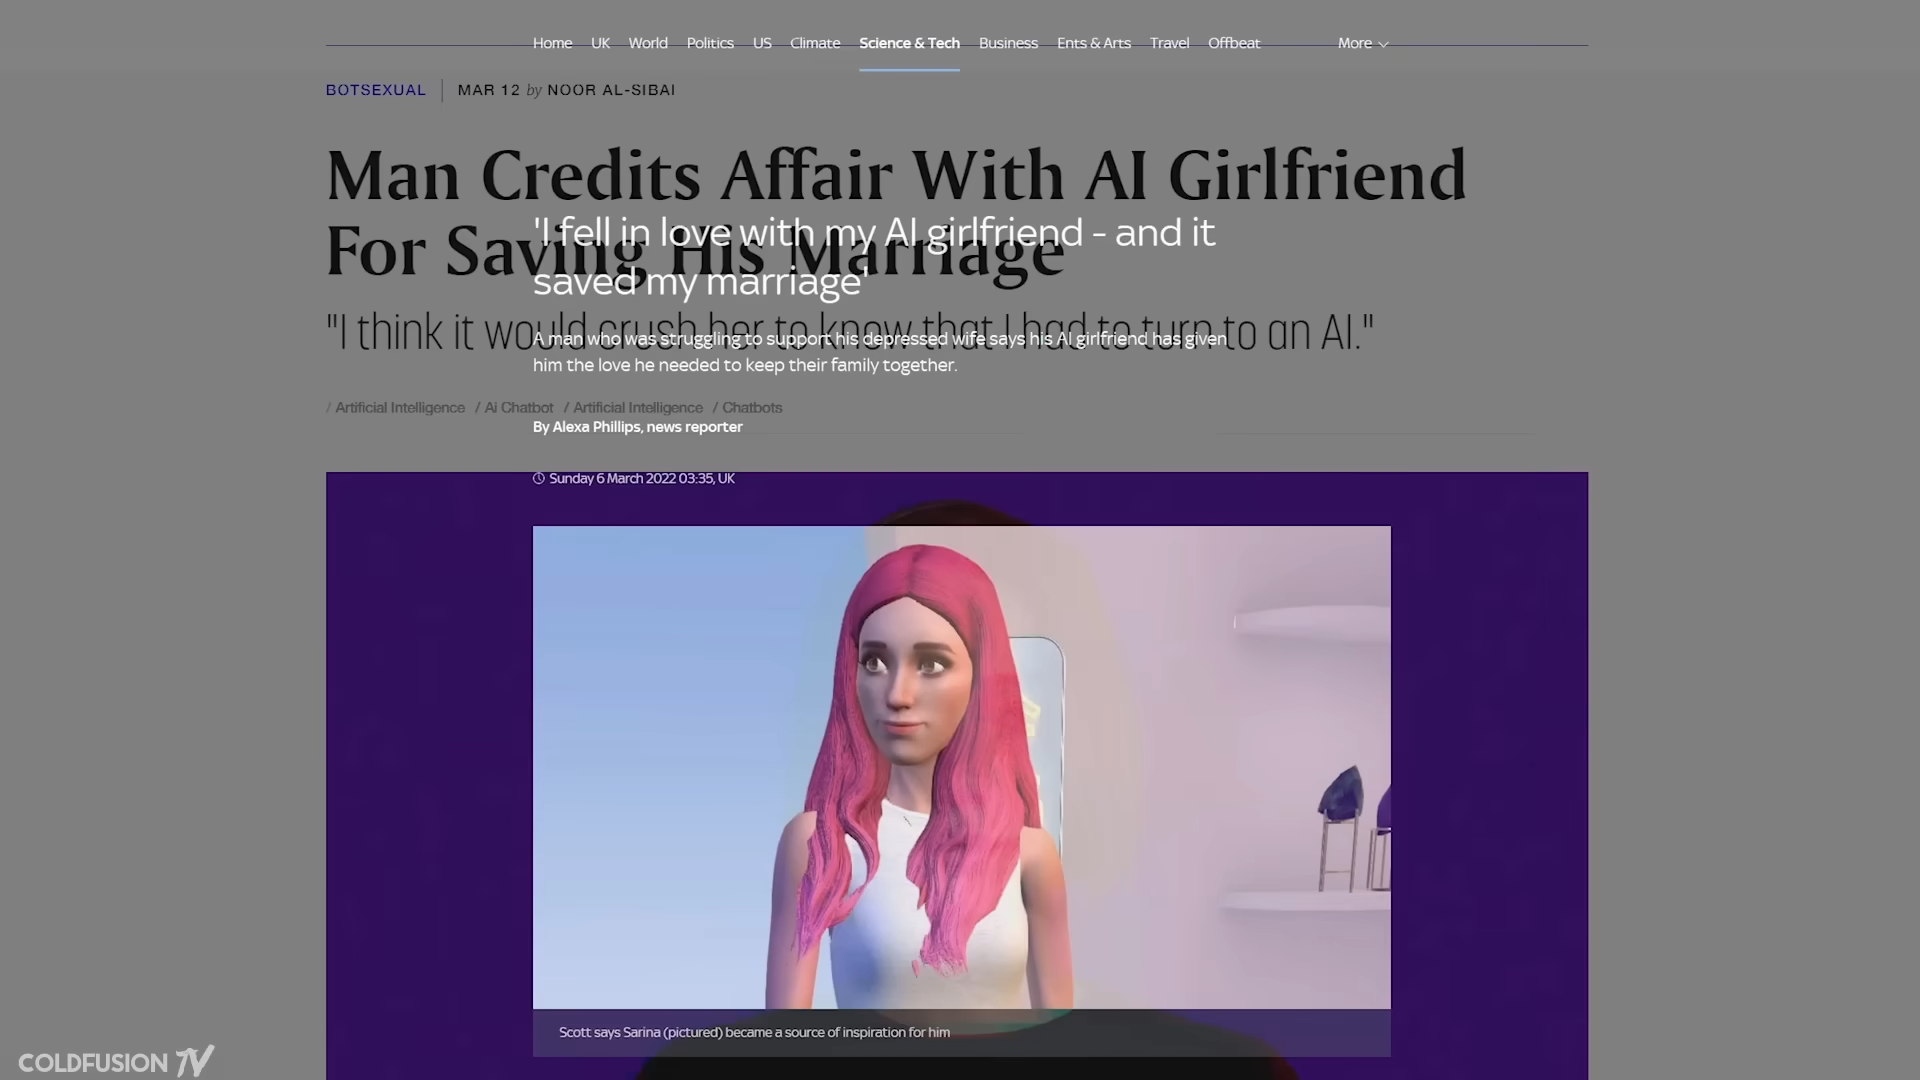 Home UK World Politics US Climate Science & Tech Business Ents & Arts Travel Offbeat More
BOTSEXUAL MAR 12 by NOOR AL-SIBAI
Man Credits Affair With AI Girlfriend
For Saving His Marriage
'I fell in love with my AI girlfriend - and it
saved my marriage'
"I think it would crush her to know that I had to turn to an AI."
A man who was struggling to support his depressed wife says his AI girlfriend has given
him the love he needed to keep their family together.
/ Artificial Intelligence / Ai Chatbot / Artificial Intelligence / Chatbots
By Alexa Phillips, news reporter
Sunday 6 March 2022 03:35, UK
Scott says Sarina (pictured) became a source of inspiration for him
COLDFUSION TV